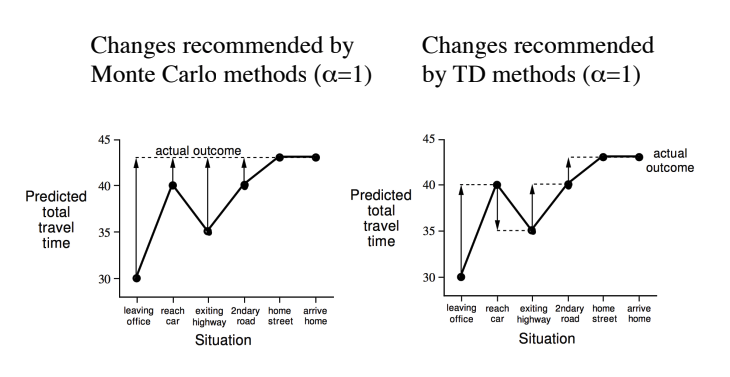 Changes recommended by
Monte Carlo methods (α=1)
Changes recommended
by TD methods (α=1)
45
40
35
30
actual outcome
Predicted
total
travel
time
leaving
office
reach
car
exiting
highway
2ndary
road
home
street
arrive
home
Situation
45
40
35
30
actual
outcome
Predicted
total
travel
time
leaving
office
reach
car
exiting
highway
2ndary
road
home
street
arrive
home
Situation